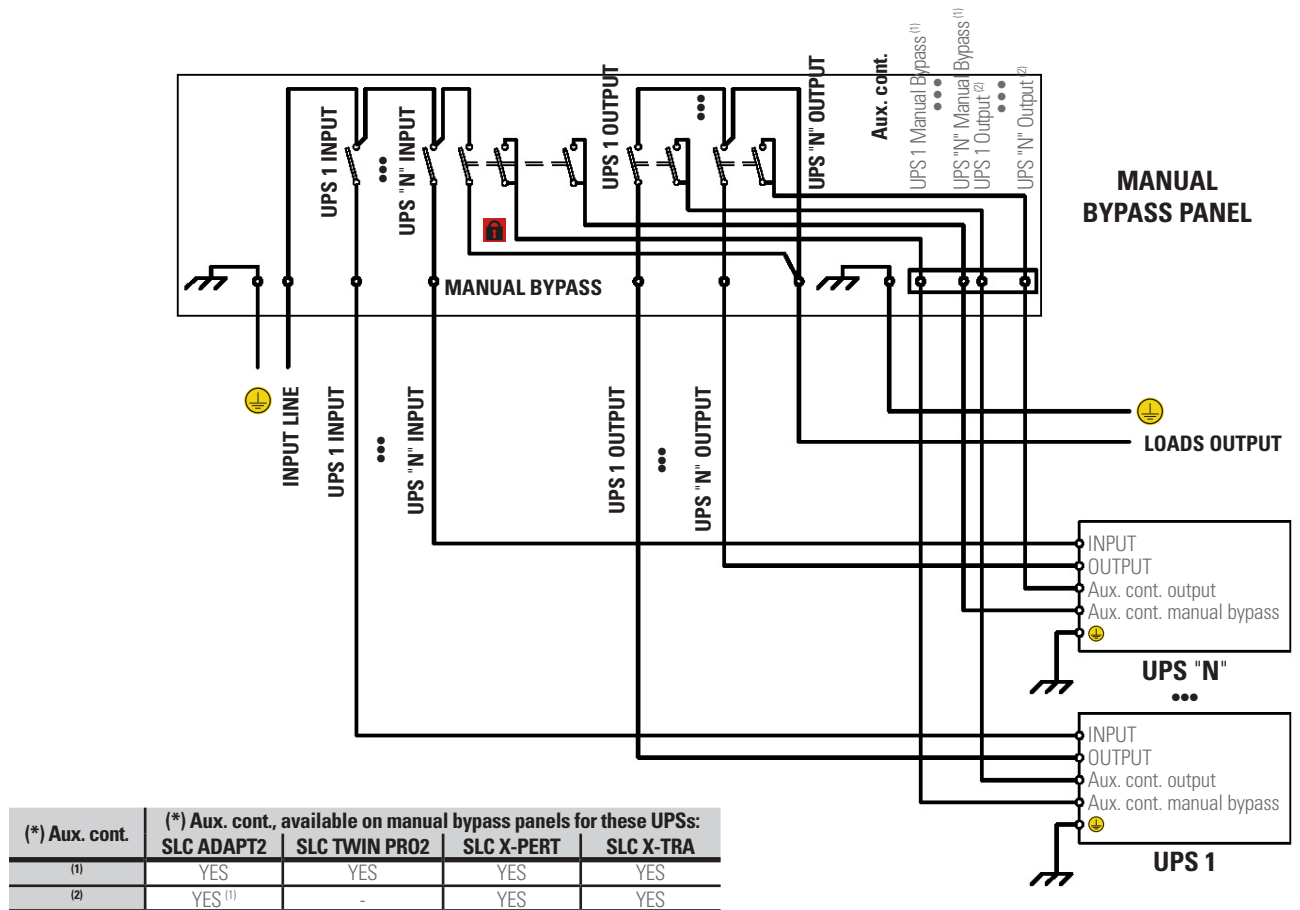 UPS 1 INPUT
•••
UPS "N" INPUT
UPS 1 OUTPUT
•••
UPS "N" OUTPUT
Aux. cont.
UPS 1 Manual Bypass (1)
••••
UPS "N" Manual Bypass (1)
UPS 1 Output (2)
••••
UPS "N" Output (2)
MANUAL
BYPASS PANEL
MANUAL BYPASS
INPUT LINE
UPS 1 INPUT
•••
UPS "N" INPUT
UPS 1 OUTPUT
•••
UPS "N" OUTPUT
LOADS OUTPUT
INPUT
OUTPUT
Aux. cont. output
Aux. cont. manual bypass
UPS "N"
•••
INPUT
OUTPUT
Aux. cont. output
Aux. cont. manual bypass
UPS 1
(*) Aux. cont. (*) Aux. cont., available on manual bypass panels for these UPSs:
SLC ADAPT2 SLC TWIN PRO2 SLC X-PERT SLC X-TRA
(1) YES YES YES YES
(2) YES (1) - YES YES